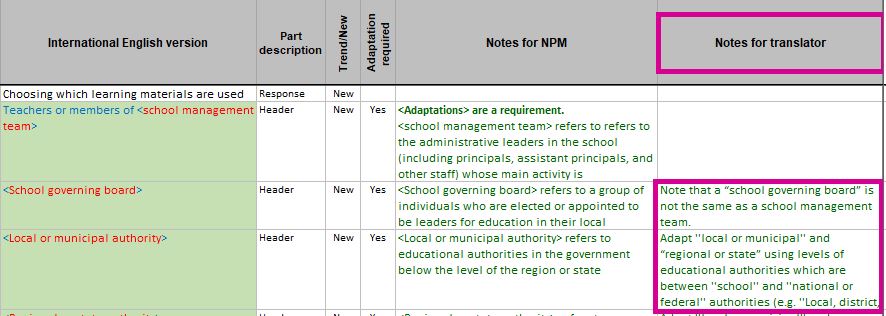 International English version
Part description
Trend/New
Adaptation required
Notes for NPM
Notes for translator
Choosing which learning materials are used
Response
New
Teachers or members of <school management
team>
Header
New
Yes
<Adaptations> are a requirement.
<school management team> refers to refers to
the administrative leaders in the school
(including principals, assistant principals, and
other staff) whose main activity is
<School governing board>
Header
New
Yes
<School governing board> refers to a group of
individuals who are elected or appointed to
be leaders for education in their local
Note that a “school governing board” is
not the same as a school management
team.
<Local or municipal authority>
Header
New
Yes
<Local or municipal authority> refers to
educational authorities in the government
below the level of the region or state
Adapt "local or municipal" and
“regional or state” using levels of
educational authorities which are
between "school" and "national or
federal" authorities (e.g. "Local, district,